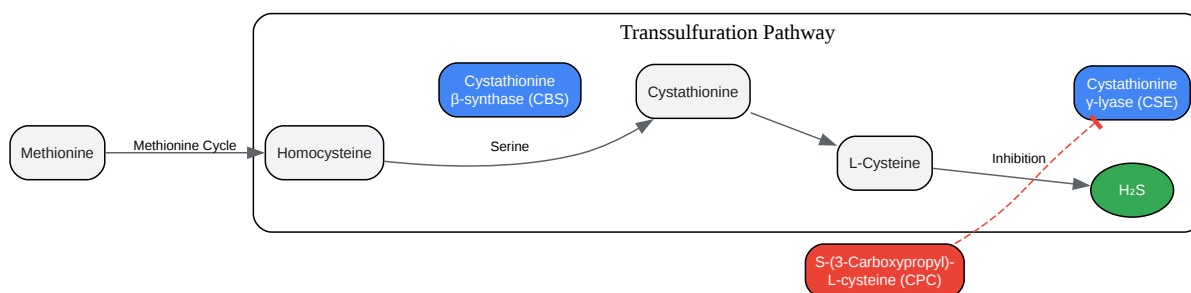 Transsulfuration Pathway
Cystathionine
β-synthase (CBS)
Cystathionine
Cystathionine
γ-lyase (CSE)
Methionine
Methionine Cycle
Homocysteine
Serine
L-Cysteine
Inhibition
H₂S
S-(3-Carboxypropyl)-
L-cysteine (CPC)